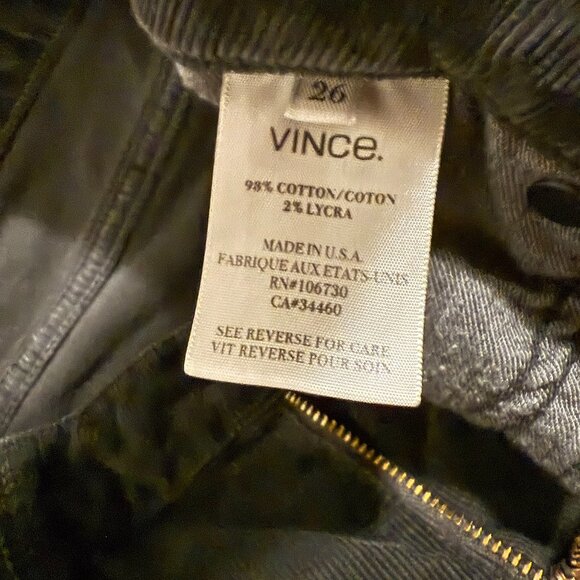 26
VINCe.
98% COTTON/COTON
2% LYCRA
MADE IN U.S.A.
FABRIQUE AUX ETATS-UNIS
RN#106730
CA#34460
SEE REVERSE FOR CARE
VIT REVERSE POUR SOIN